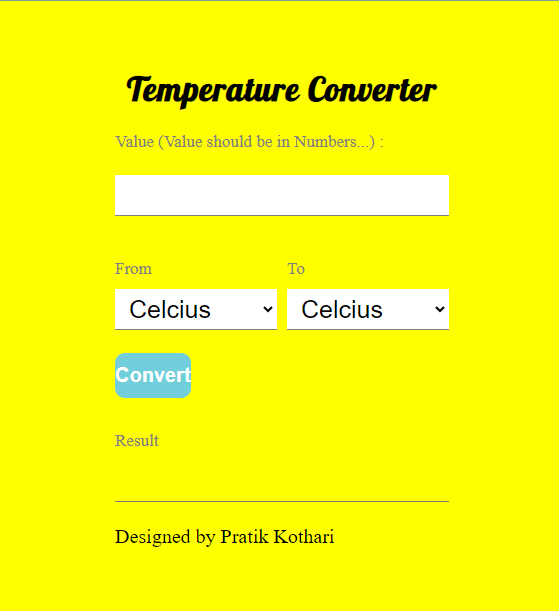 Temperature Converter
Value (Value should be in Numbers...) :
From To
Celcius Celcius
Convert
Result
Designed by Pratik Kothari